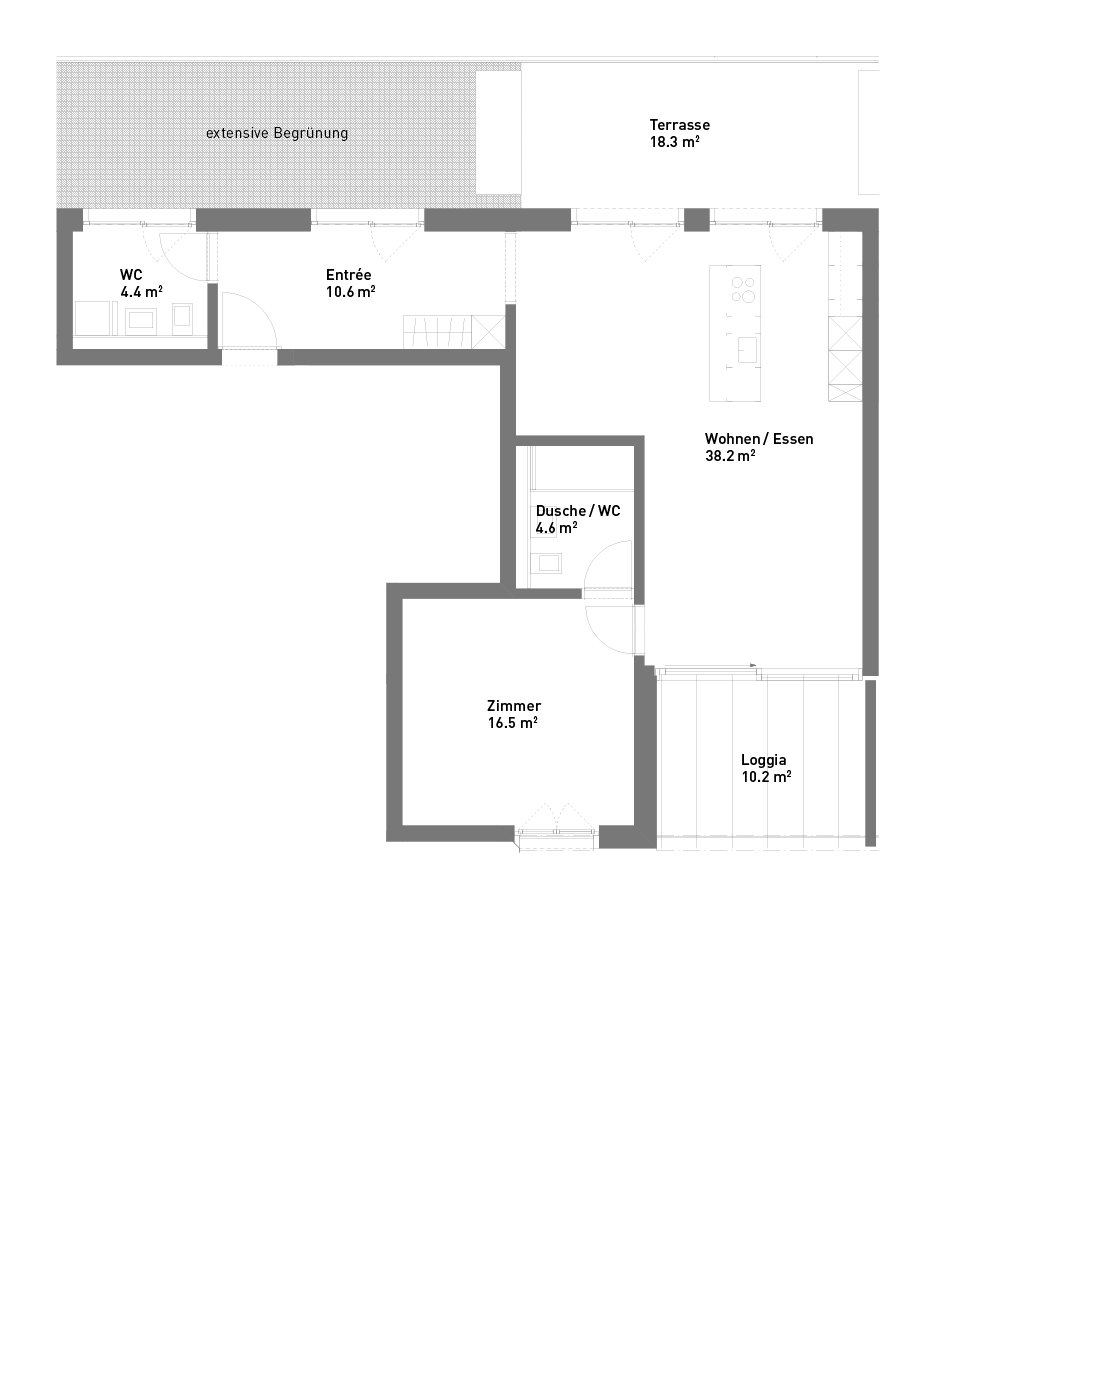 extensive Begrünung
Terrasse
18.3 m²
WC
4.4 m²
Entrée
10.6 m²
Wohnen / Essen
38.2 m²
Dusche / WC
4.6 m²
Zimmer
16.5 m²
Loggia
10.2 m²